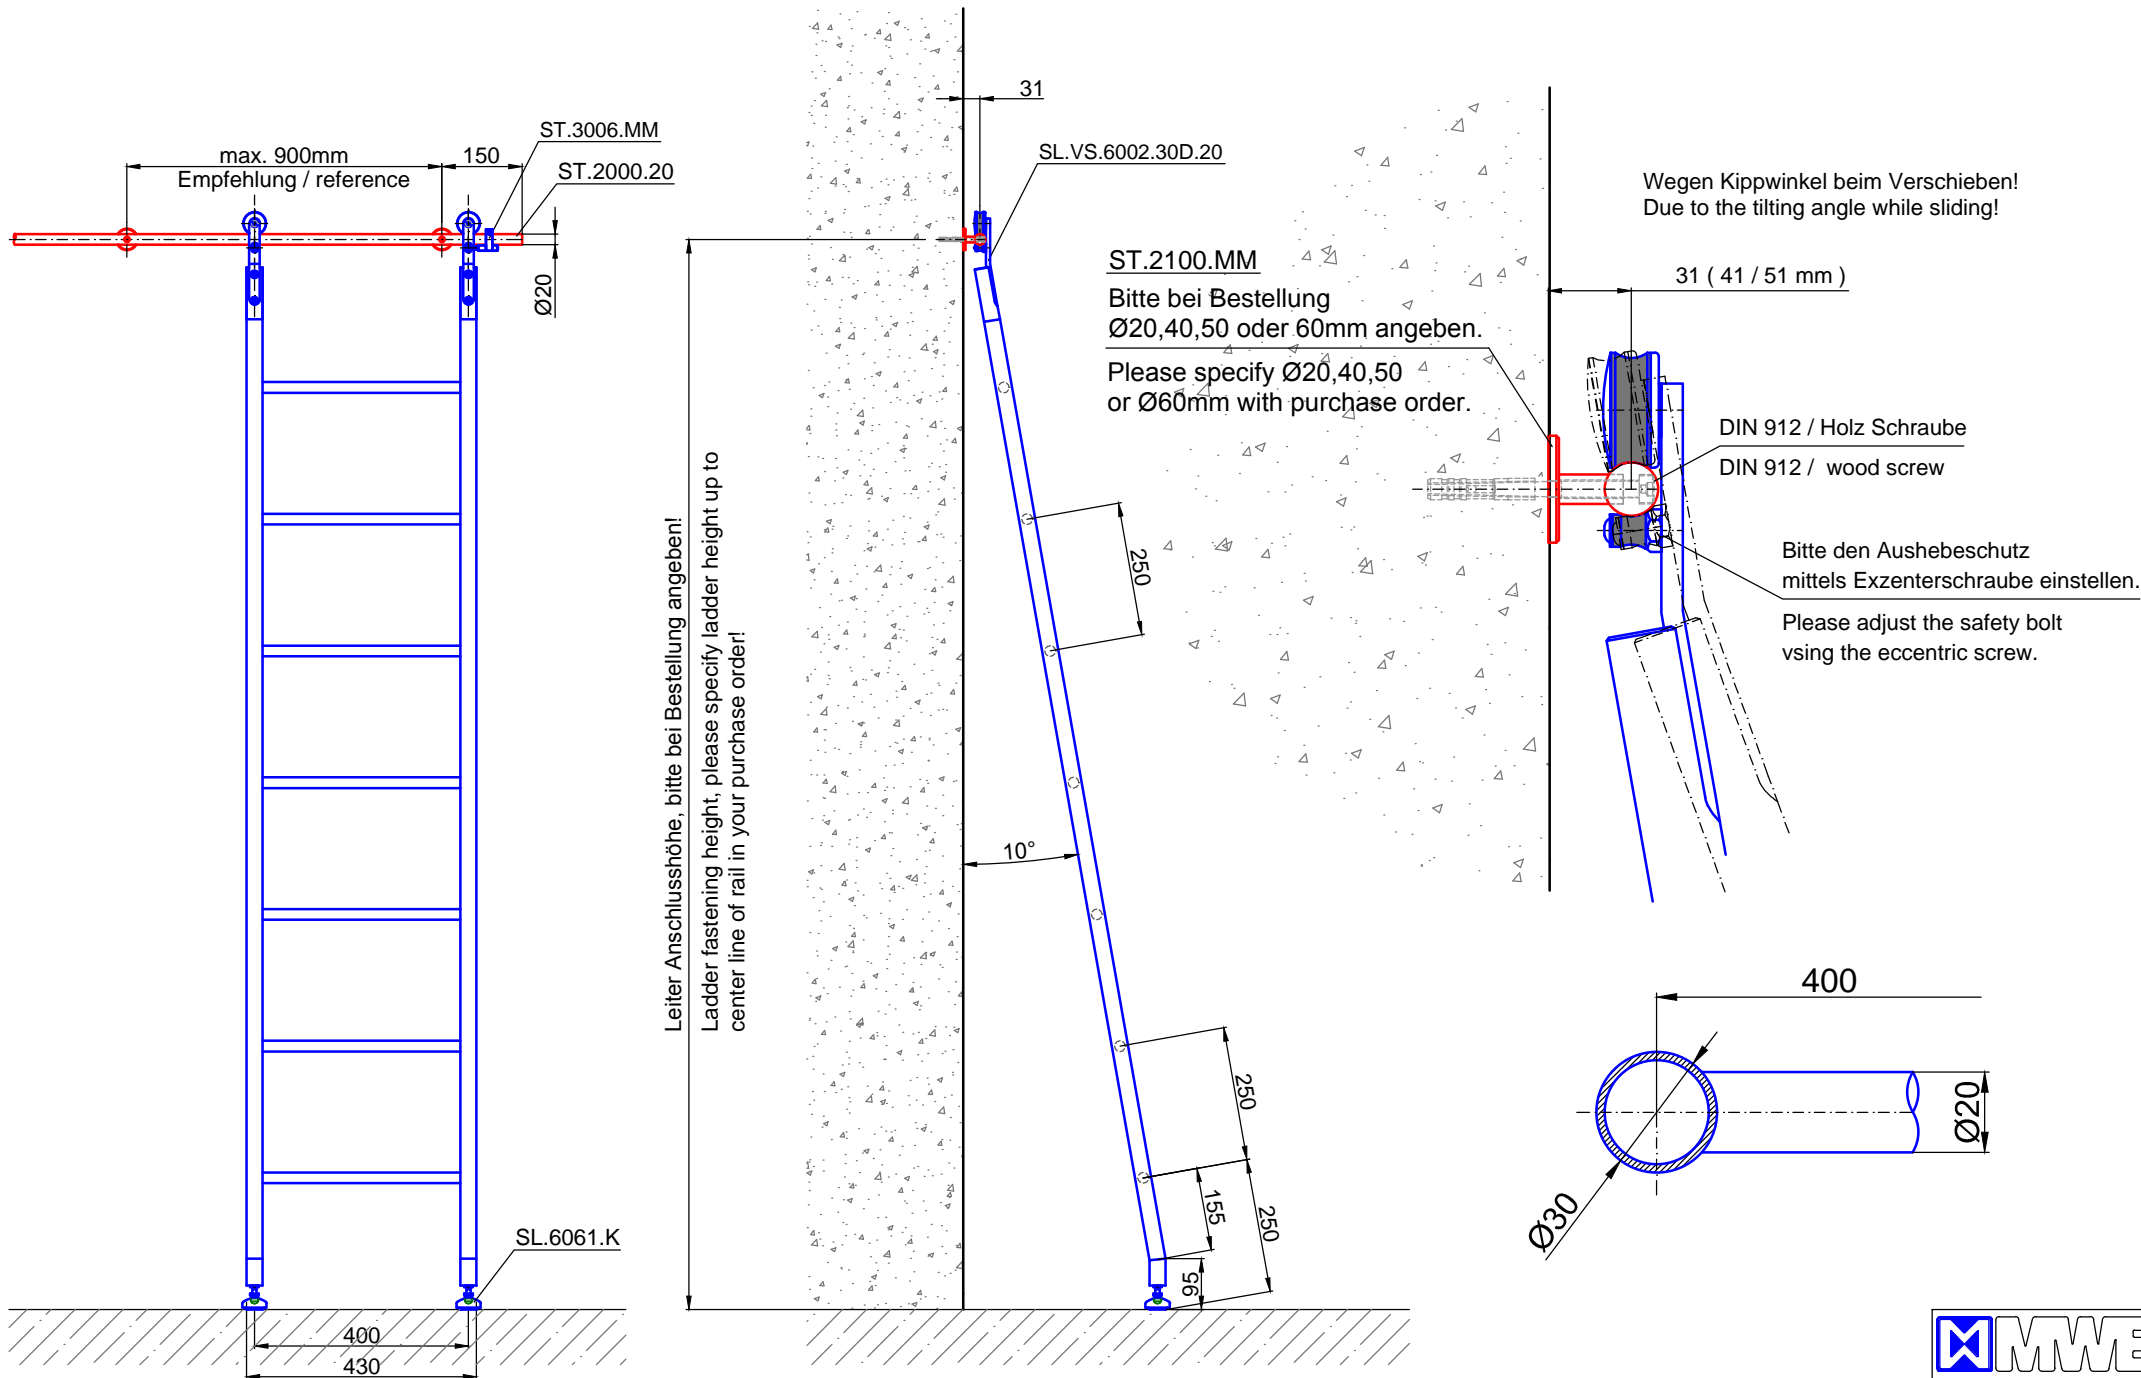 ST.3006.MM
max. 900mm
150
Empfehlung / reference
ST.2000.20
Ø20
SL.6061.K
400
430
Leiter Anschlusshöhe, bitte bei Bestellung angeben!
Ladder fastening height, please specify ladder height up to
center line of rail in your purchase order!
31
SL.VS.6002.30D.20
250
10°
250
155
250
95
ST.2100.MM
Bitte bei Bestellung
Ø20,40,50 oder 60mm angeben.
Please specify Ø20,40,50
or Ø60mm with purchase order.
Wegen Kippwinkel beim Verschieben!
Due to the tilting angle while sliding!
31 ( 41 / 51 mm )
DIN 912 / Holz Schraube
DIN 912 / wood screw
Bitte den Aushebeschutz
mittels Exzenterschraube einstellen.
Please adjust the safety bolt
vsing the eccentric screw.
400
Ø20
Ø30
MWE